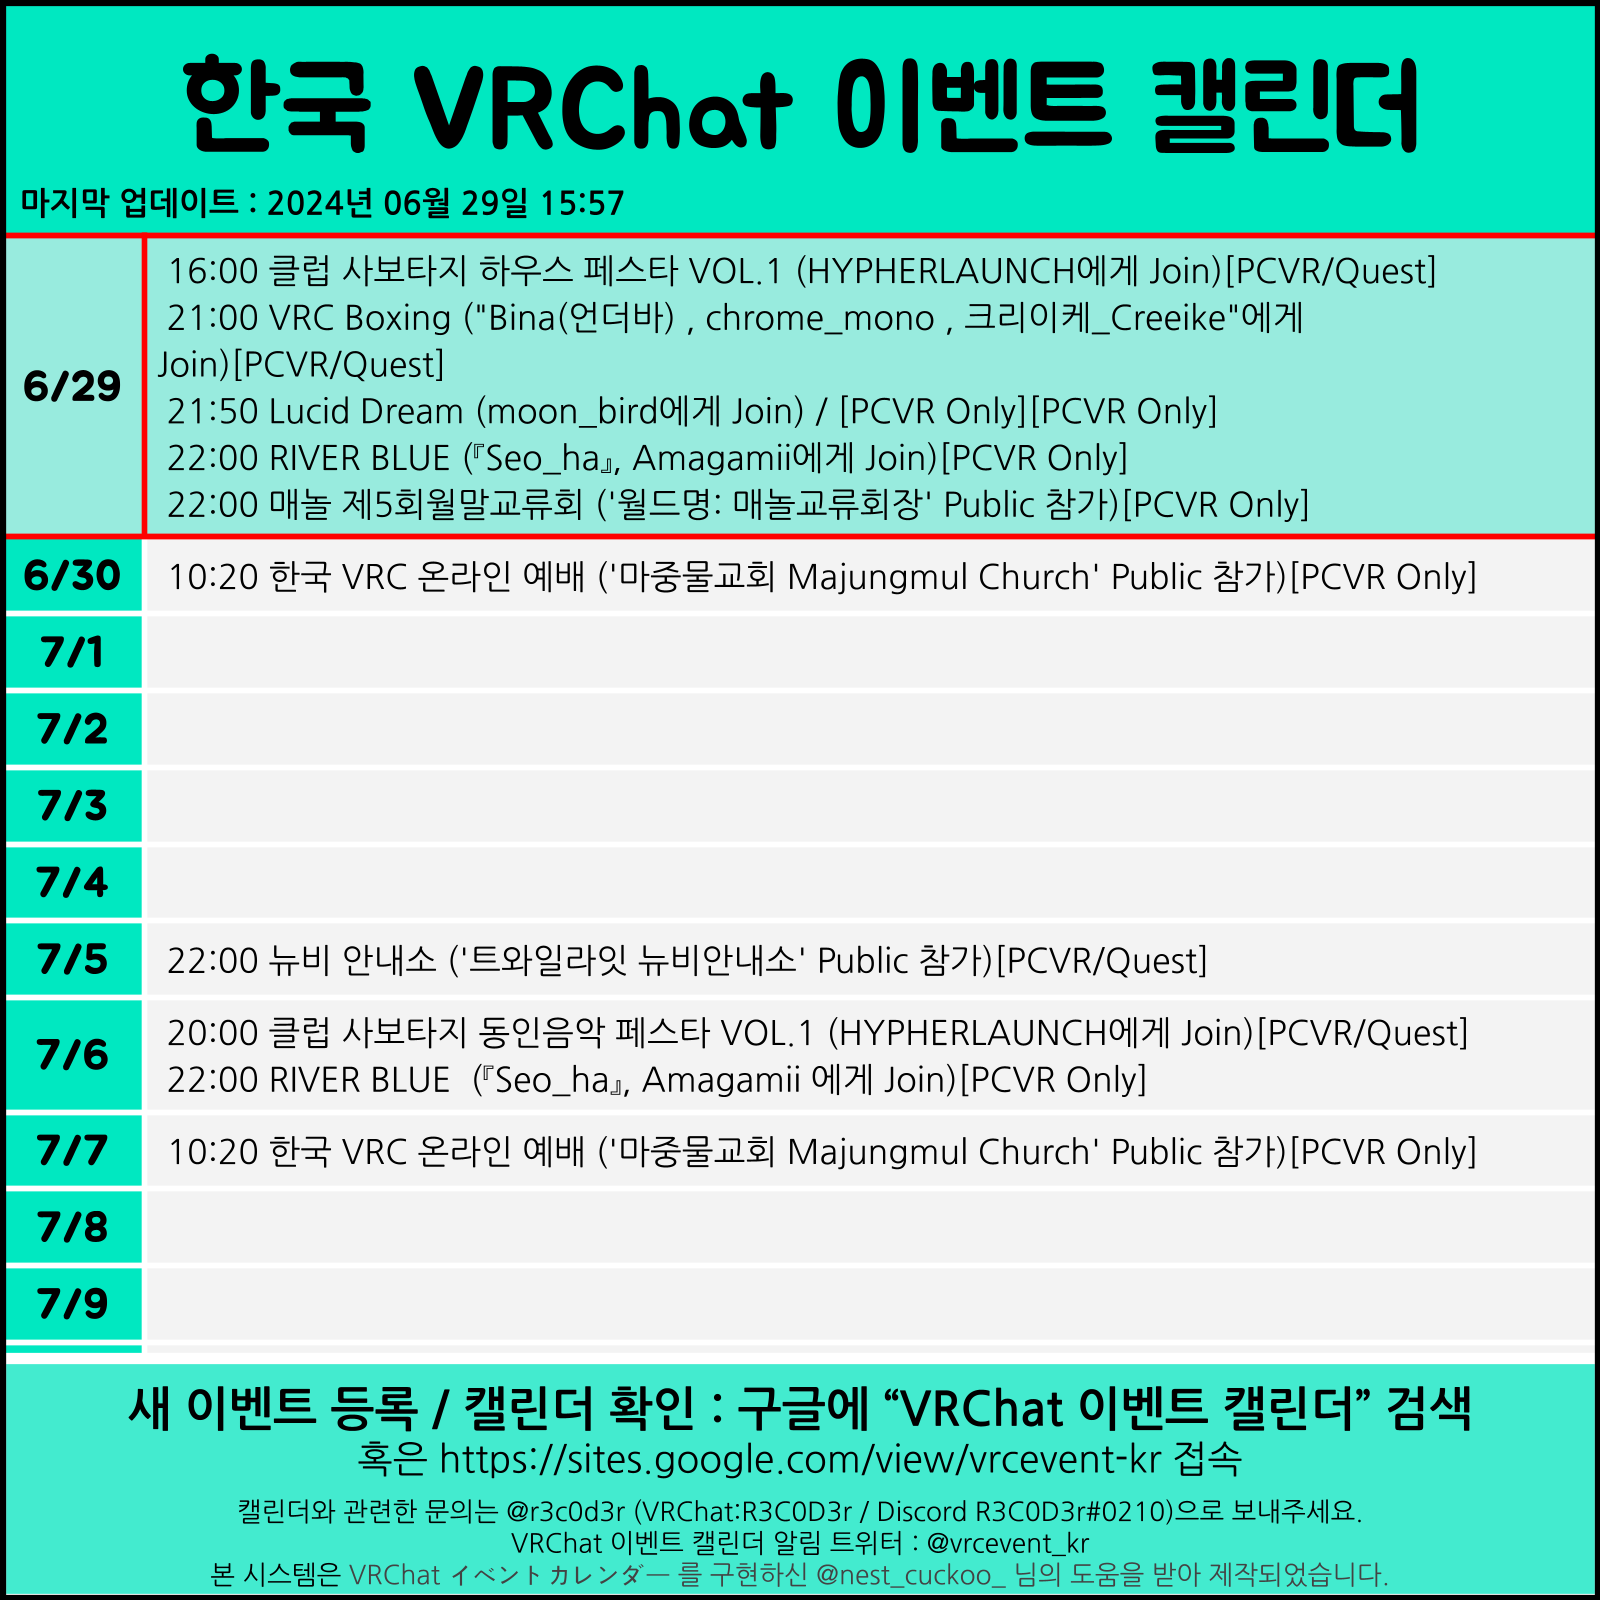 한국 VRChat 이벤트 캘린더
마지막 업데이트 : 2024년 06월 29일 15:57
6/29
16:00 클럽 사보타지 하우스 페스타 VOL.1 (HYPHERLAUNCH에게 Join)[PCVR/Quest]
21:00 VRC Boxing ("Bina(언더바) , chrome_mono , 크리이케_Creeike"에게
Join)[PCVR/Quest]
21:50 Lucid Dream (moon_bird에게 Join) / [PCVR Only][PCVR Only]
22:00 RIVER BLUE (『Seo_ha』, Amagamii에게 Join)[PCVR Only]
22:00 매놀 제5회월말교류회 ('월드명: 매놀교류회장' Public 참가)[PCVR Only]
6/30
10:20 한국 VRC 온라인 예배 ('마중물교회 Majungmul Church' Public 참가)[PCVR Only]
7/1
7/2
7/3
7/4
7/5
22:00 뉴비 안내소 ('트와일라잇 뉴비안내소' Public 참가)[PCVR/Quest]
7/6
20:00 클럽 사보타지 동인음악 페스타 VOL.1 (HYPHERLAUNCH에게 Join)[PCVR/Quest]
22:00 RIVER BLUE  (『Seo_ha』, Amagamii 에게 Join)[PCVR Only]
7/7
10:20 한국 VRC 온라인 예배 ('마중물교회 Majungmul Church' Public 참가)[PCVR Only]
7/8
7/9
새 이벤트 등록 / 캘린더 확인 : 구글에 “VRChat 이벤트 캘린더” 검색
혹은 https://sites.google.com/view/vrcevent-kr 접속
캘린더와 관련한 문의는 @r3c0d3r (VRChat:R3C0D3r / Discord R3C0D3r#0210)으로 보내주세요.
VRChat 이벤트 캘린더 알림 트위터 : @vrcevent_kr
본 시스템은 VRChat イベントカレンダー 를 구현하신 @nest_cuckoo_ 님의 도움을 받아 제작되었습니다.